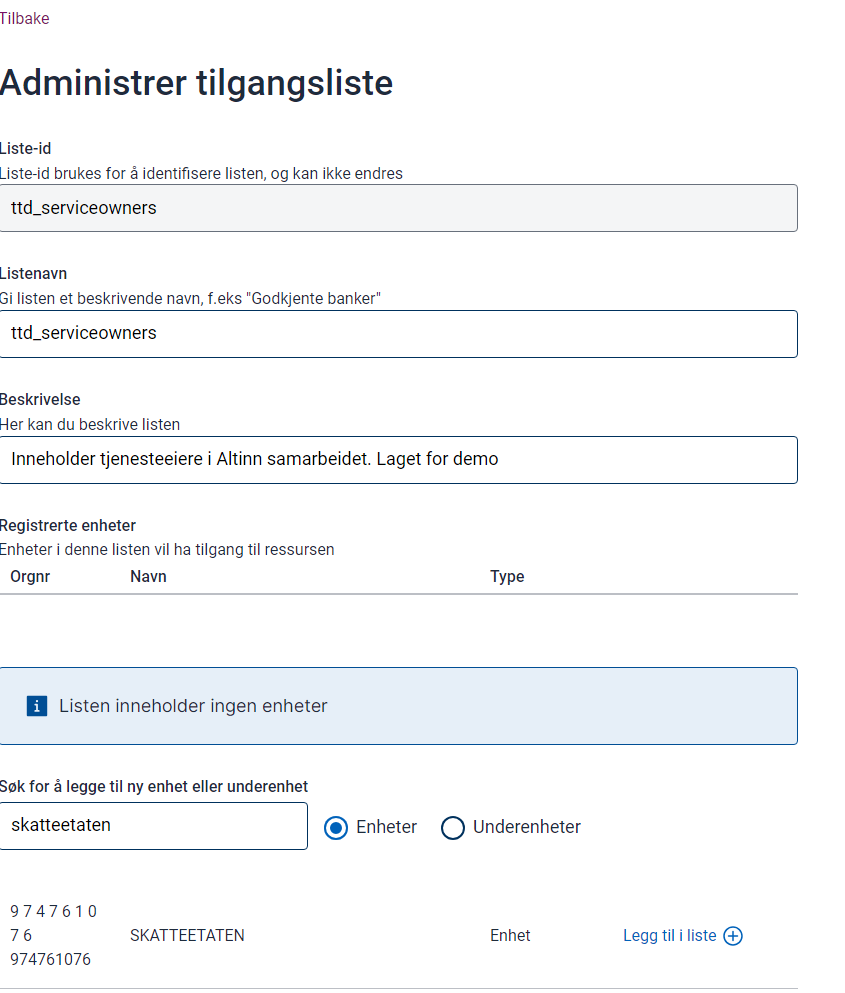 Tilbake
Administrer tilgangsliste
Liste-id
Liste-id brukes for å identifisere listen, og kan ikke endres
ttd_serviceowners
Listenavn
Gi listen et beskrivende navn, f.eks "Godkjente banker"
ttd_serviceowners
Beskrivelse
Her kan du beskrive listen
Inneholder tjenesteeiere i Altinn samarbeidet. Laget for demo
Registrerte enheter
Enheter i denne listen vil ha tilgang til ressursen
Orgnr Navn Type
Listen inneholder ingen enheter
Søk for å legge til ny enhet eller underenhet
skatteetaten Enheter Underenheter
9 7 4 7 6 1 0
7 6 SKATTEETATEN Enhet Legg til i liste
974761076